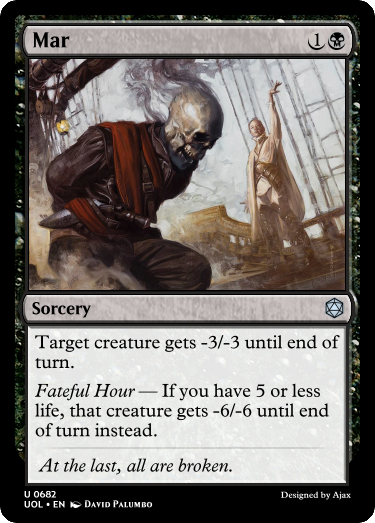 Mar 1
Sorcery
Target creature gets -3/-3 until end of
turn.
Fateful Hour — If you have 5 or less
life, that creature gets -6/-6 until end
of turn instead.
At the last, all are broken.
U 0682
UOL • EN David Palumbo
Designed by Ajax